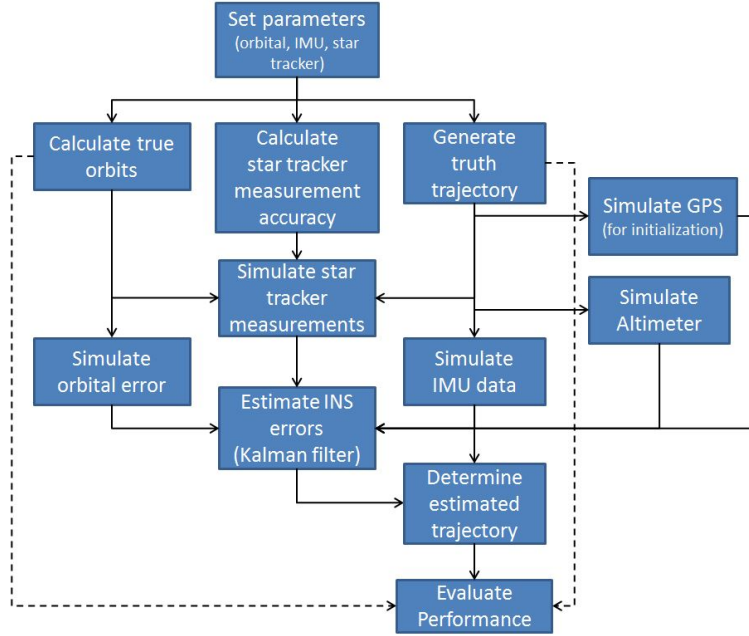 Set parameters
(orbital, IMU, star
tracker)
Calculate true
orbits
Calculate
star tracker
measurement
accuracy
Generate
truth
trajectory
Simulate GPS
(for initialization)
Simulate star
tracker
measurements
Simulate
Altimeter
Simulate
orbital error
Simulate
IMU data
Estimate INS
errors
(Kalman filter)
Determine
estimated
trajectory
Evaluate
Performance